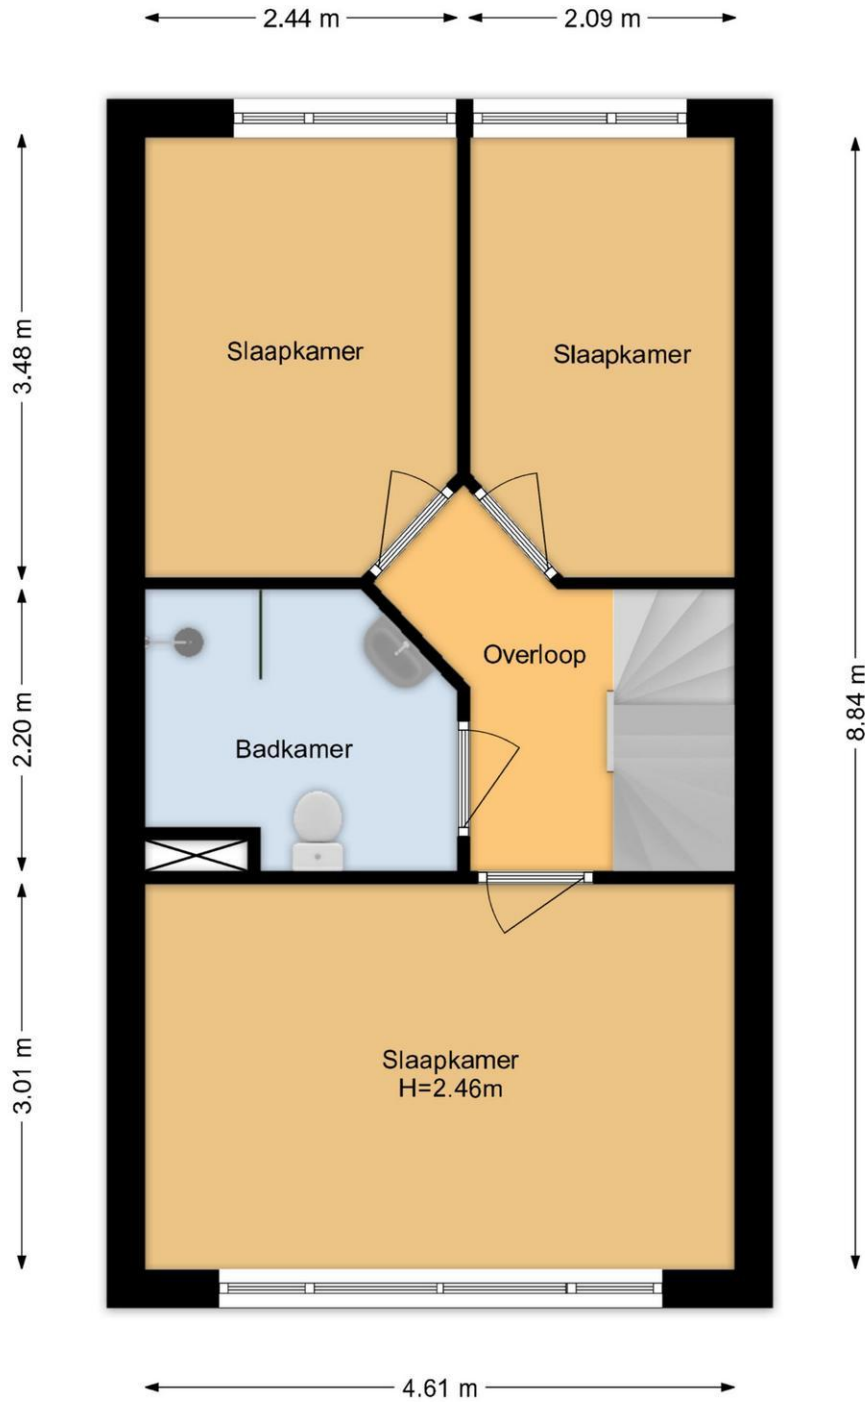 2.44 m
2.09 m
3.48 m
Slaapkamer
Slaapkamer
Overloop
8.84 m
2.20 m
Badkamer
3.01 m
Slaapkamer
H=2.46m
4.61 m